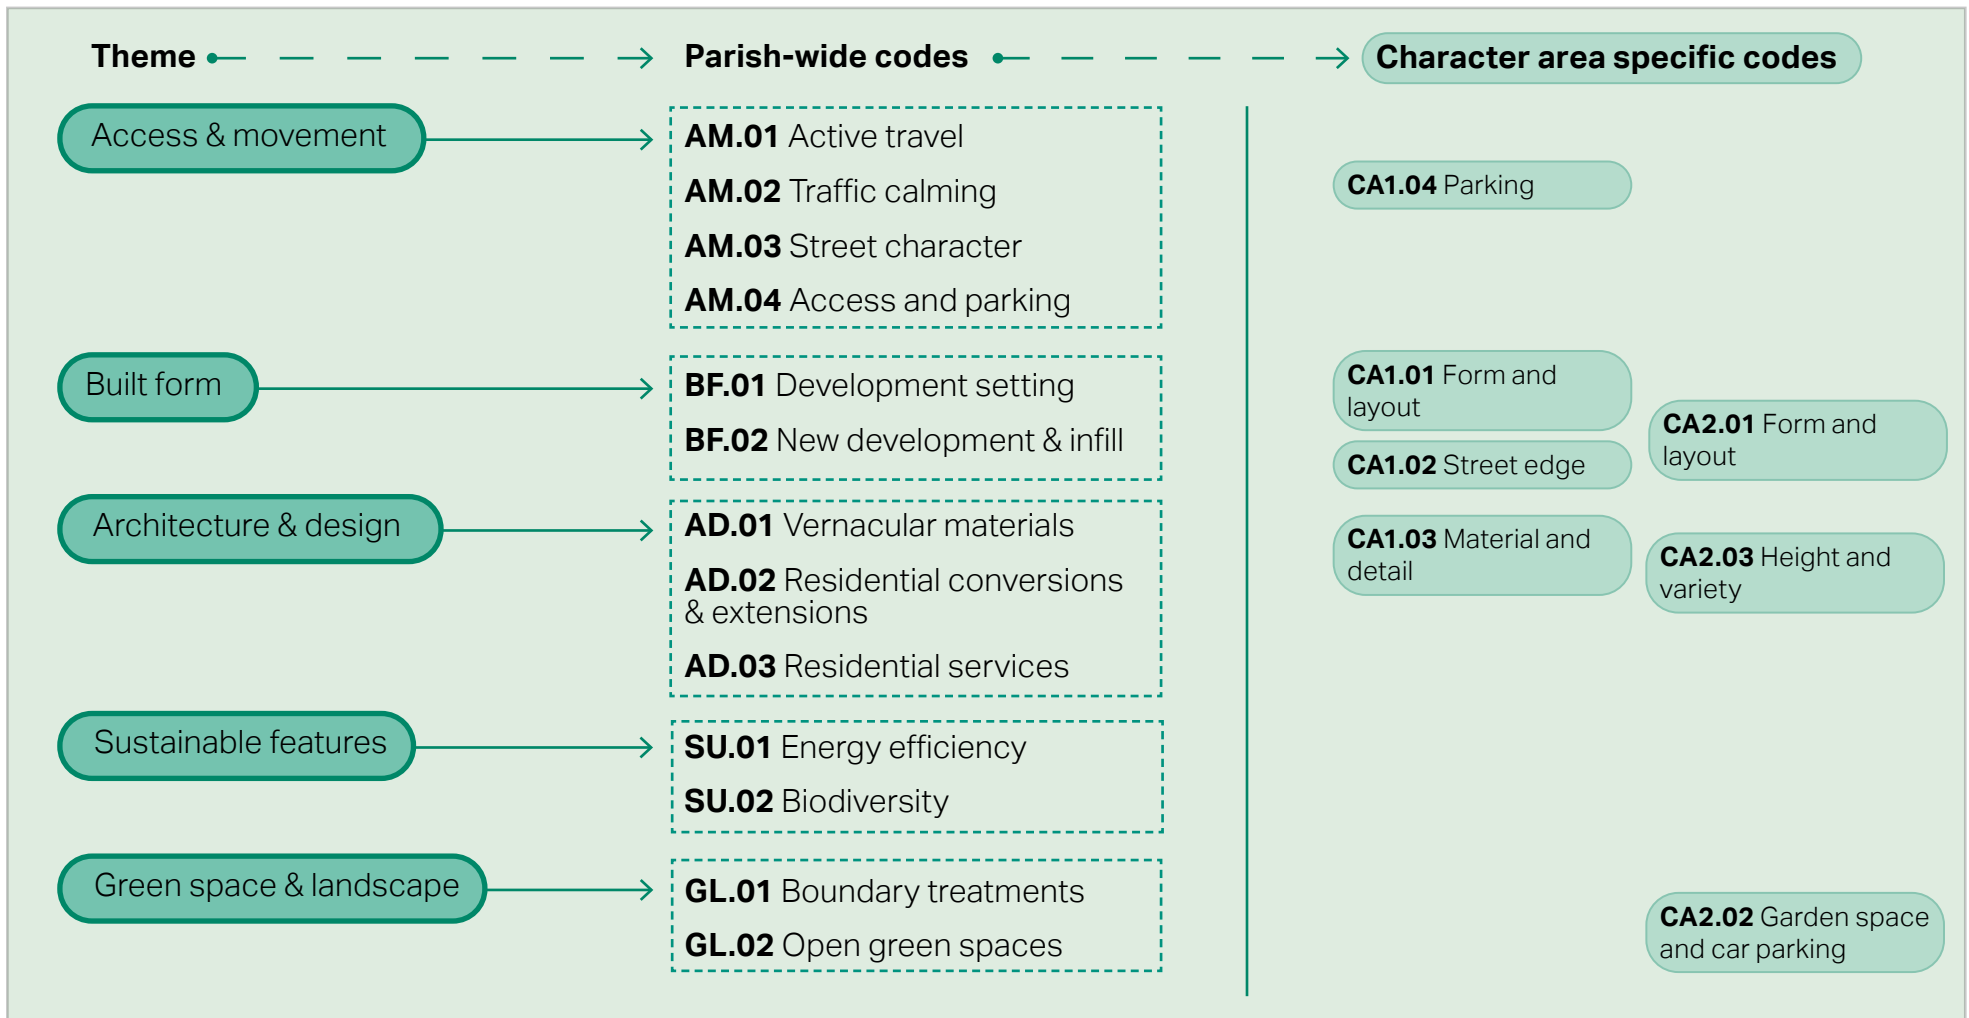 Theme
Parish-wide codes
Character area specific codes
Access & movement
AM.01 Active travel
AM.02 Traffic calming
AM.03 Street character
AM.04 Access and parking
CA1.04 Parking
Built form
BF.01 Development setting
BF.02 New development & infill
CA1.01 Form and
layout
CA1.02 Street edge
CA2.01 Form and
layout
Architecture & design
AD.01 Vernacular materials
AD.02 Residential conversions
& extensions
AD.03 Residential services
CA1.03 Material and
detail
CA2.03 Height and
variety
Sustainable features
SU.01 Energy efficiency
SU.02 Biodiversity
Green space & landscape
GL.01 Boundary treatments
GL.02 Open green spaces
CA2.02 Garden space
and car parking